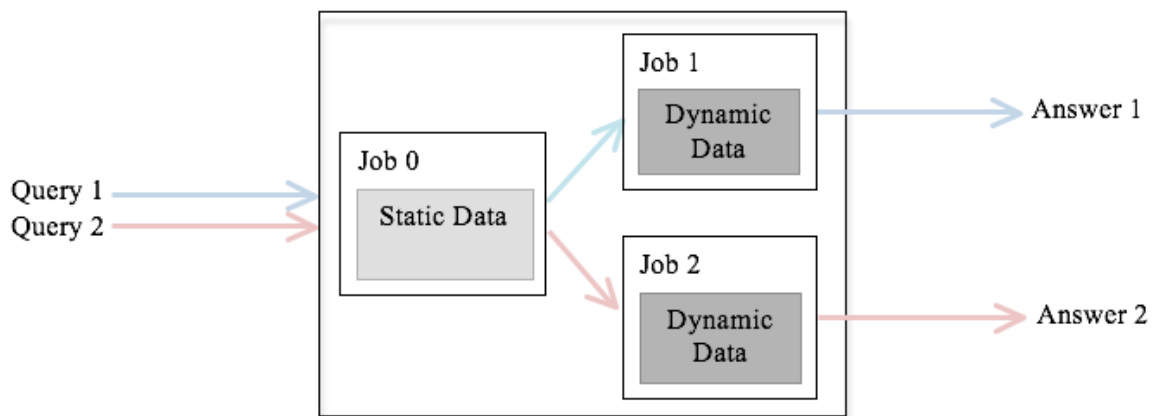 Query 1
Query 2
Job 0
Static Data
Job 1
Dynamic
Data
Answer 1
Job 2
Dynamic
Data
Answer 2